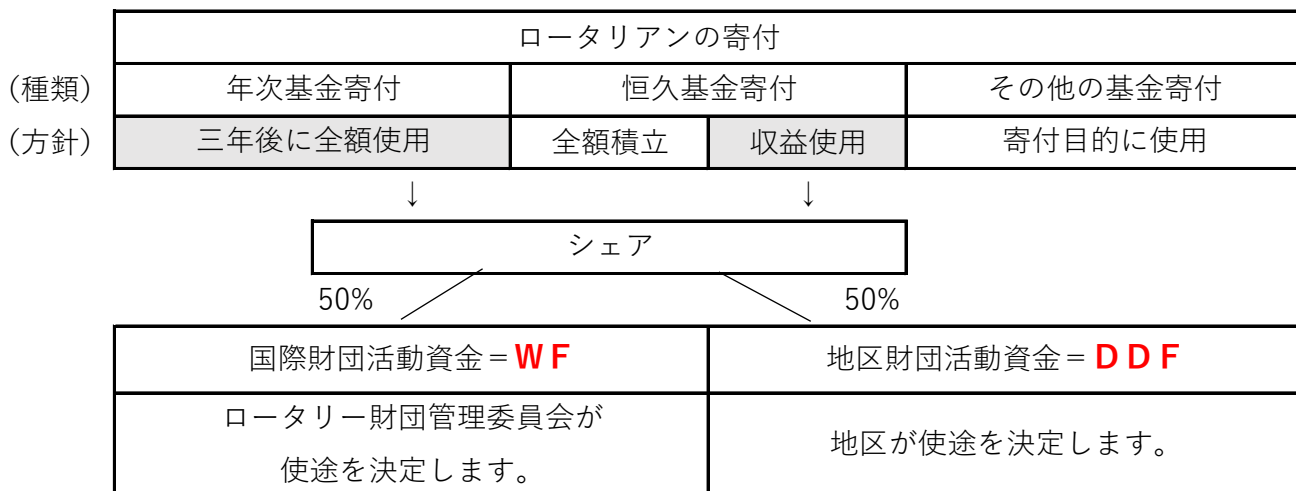 ロータリアンの寄付
(種類) 年次基金寄付 恒久基金寄付 その他の基金寄付
(方針) 三年後に全額使用 全額積立 収益使用 寄付目的に使用
↓ ↓
シェア
50% 50%
国際財団活動資金＝ＷＦ 地区財団活動資金＝ＤＤＦ
ロータリー財団管理委員会が
使途を決定します。
地区が使途を決定します。